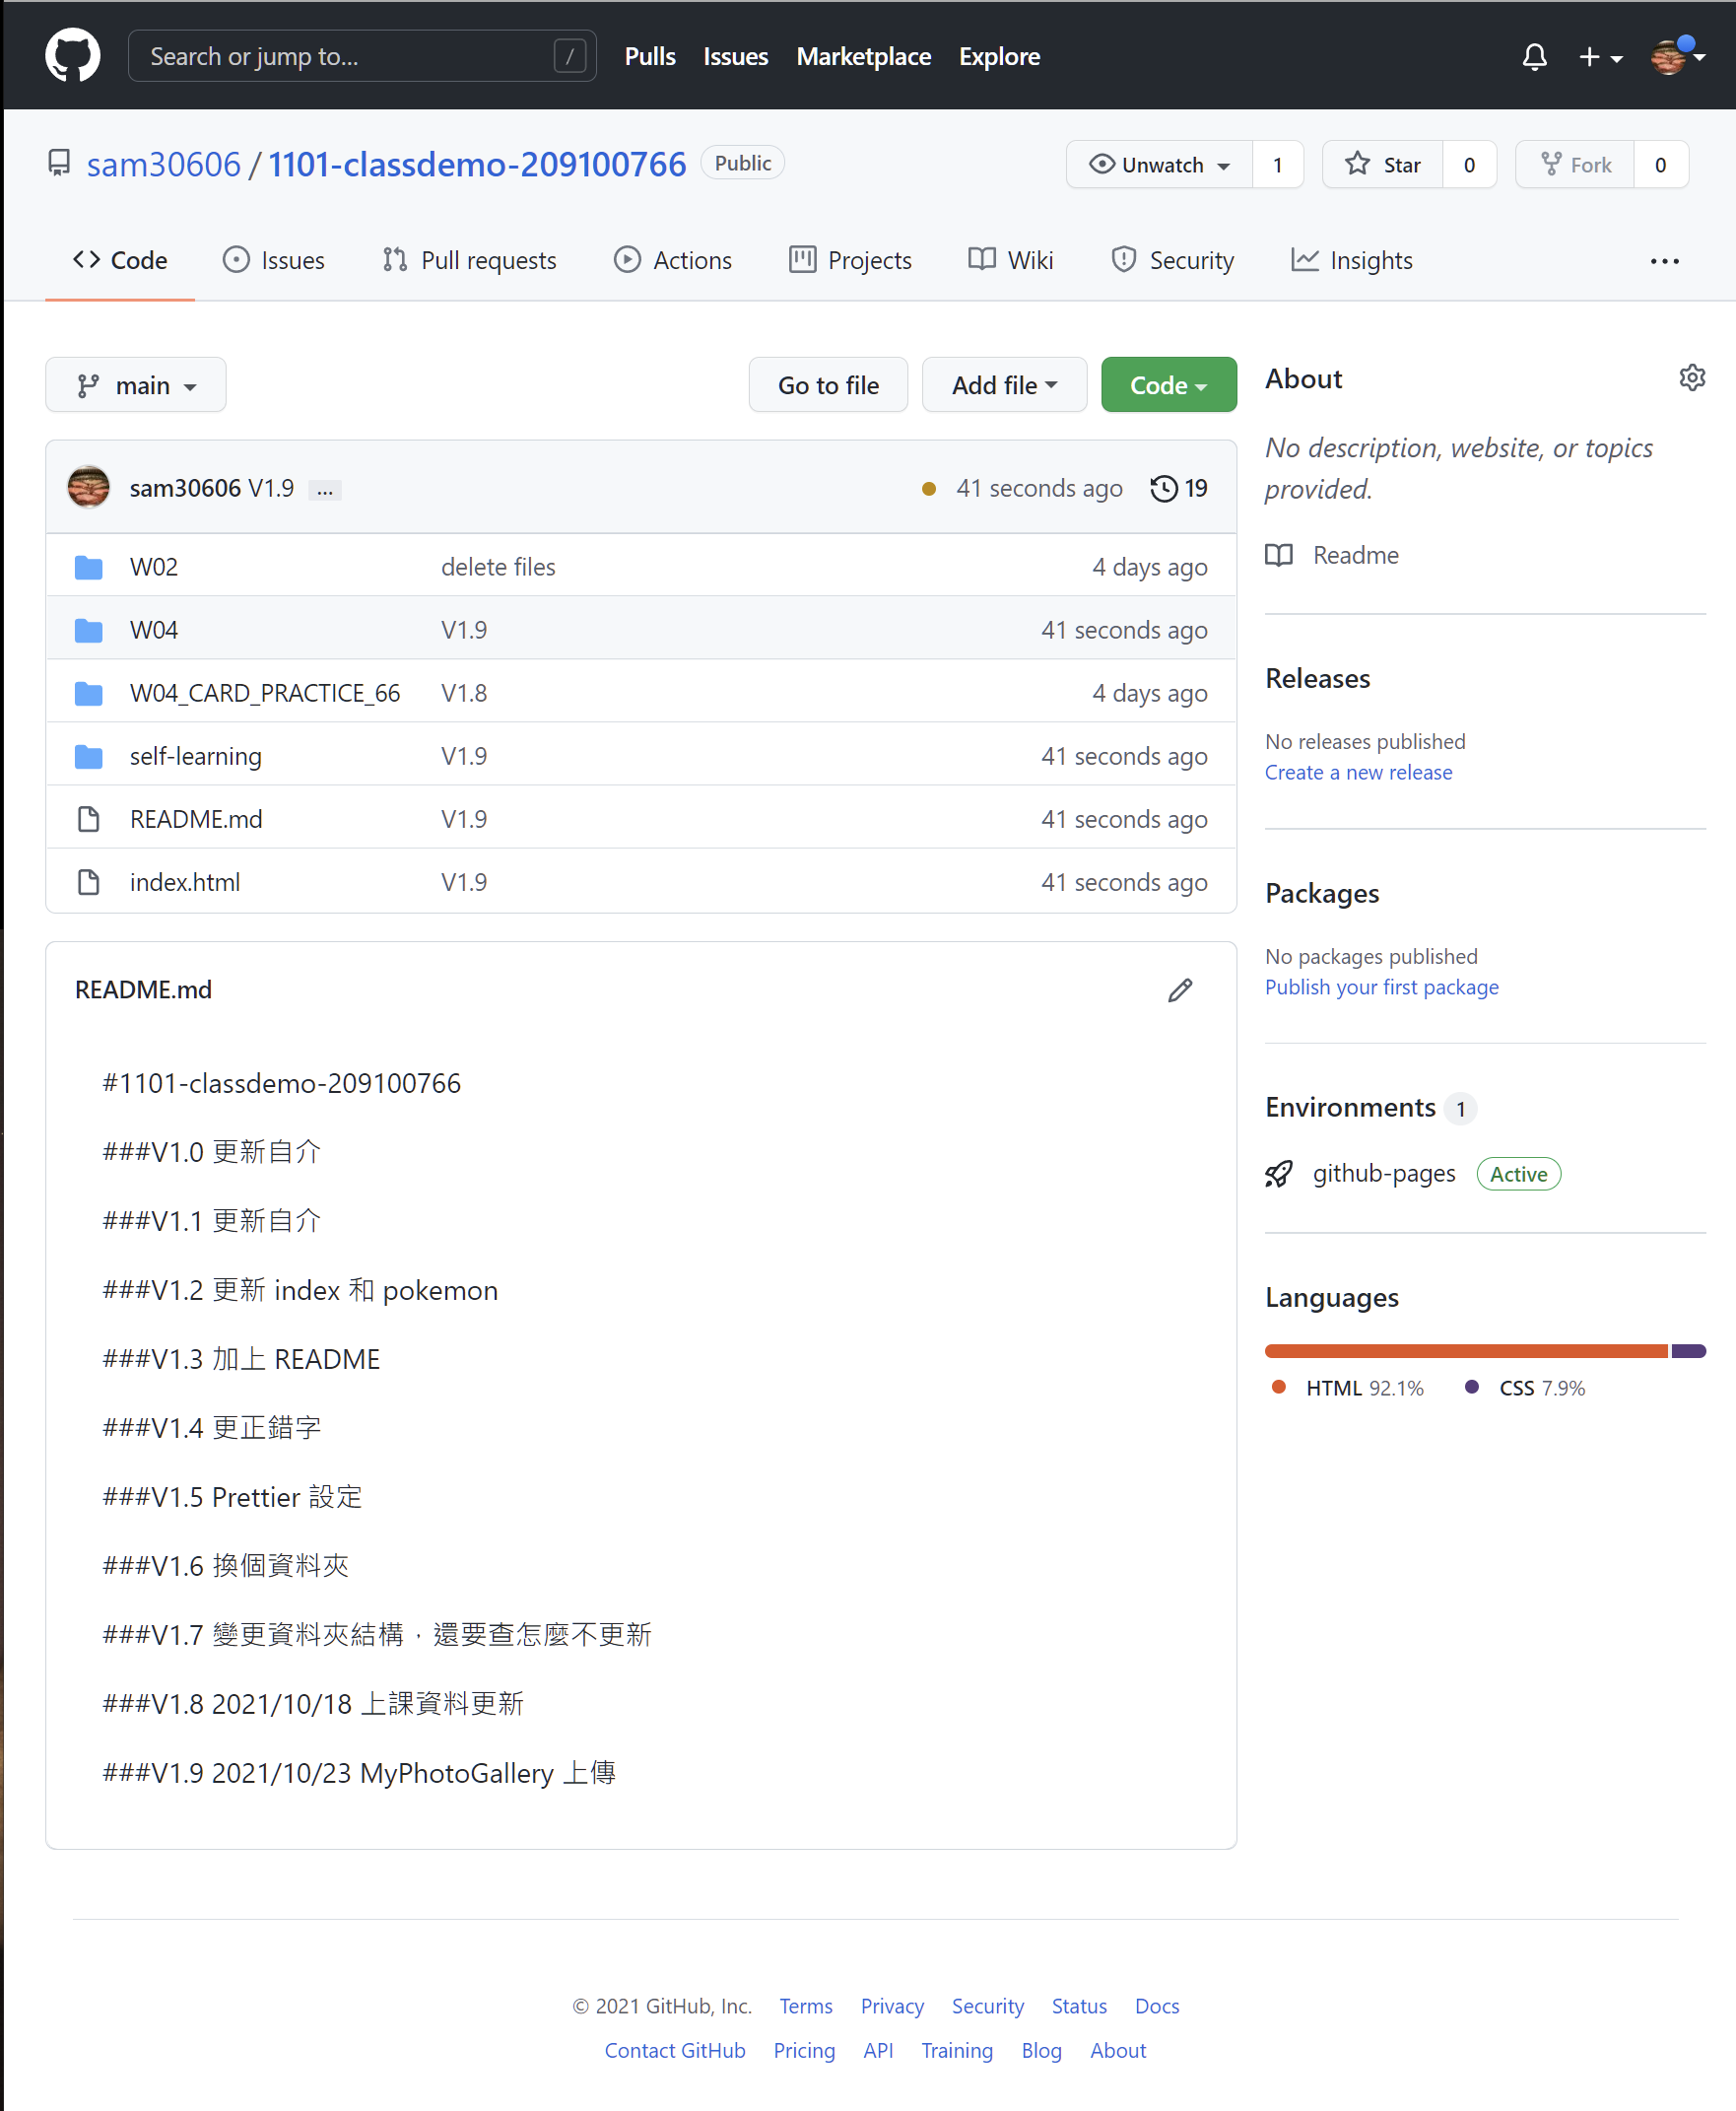 Search or jump to... /
Pulls Issues Marketplace Explore
sam30606 / 1101-classdemo-209100766 Public
Unwatch 1 Star 0 Fork 0
Code Issues Pull requests Actions Projects Wiki Security Insights ...
main Go to file Add file Code
sam30606 V1.9 ... 41 seconds ago 19
W02 delete files 4 days ago
W04 V1.9 41 seconds ago
W04_CARD_PRACTICE_66 V1.8 4 days ago
self-learning V1.9 41 seconds ago
README.md V1.9 41 seconds ago
index.html V1.9 41 seconds ago
README.md
#1101-classdemo-209100766
###V1.0 更新自介
###V1.1 更新自介
###V1.2 更新 index 和 pokemon
###V1.3 加上 README
###V1.4 更正錯字
###V1.5 Prettier 設定
###V1.6 換個資料夾
###V1.7 變更資料夾結構，還要查怎麼不更新
###V1.8 2021/10/18 上課資料更新
###V1.9 2021/10/23 MyPhotoGallery 上傳
About
No description, website, or topics
provided.
Readme
Releases
No releases published
Create a new release
Packages
No packages published
Publish your first package
Environments 1
github-pages Active
Languages
HTML 92.1% CSS 7.9%
© 2021 GitHub, Inc. Terms Privacy Security Status Docs
Contact GitHub Pricing API Training Blog About